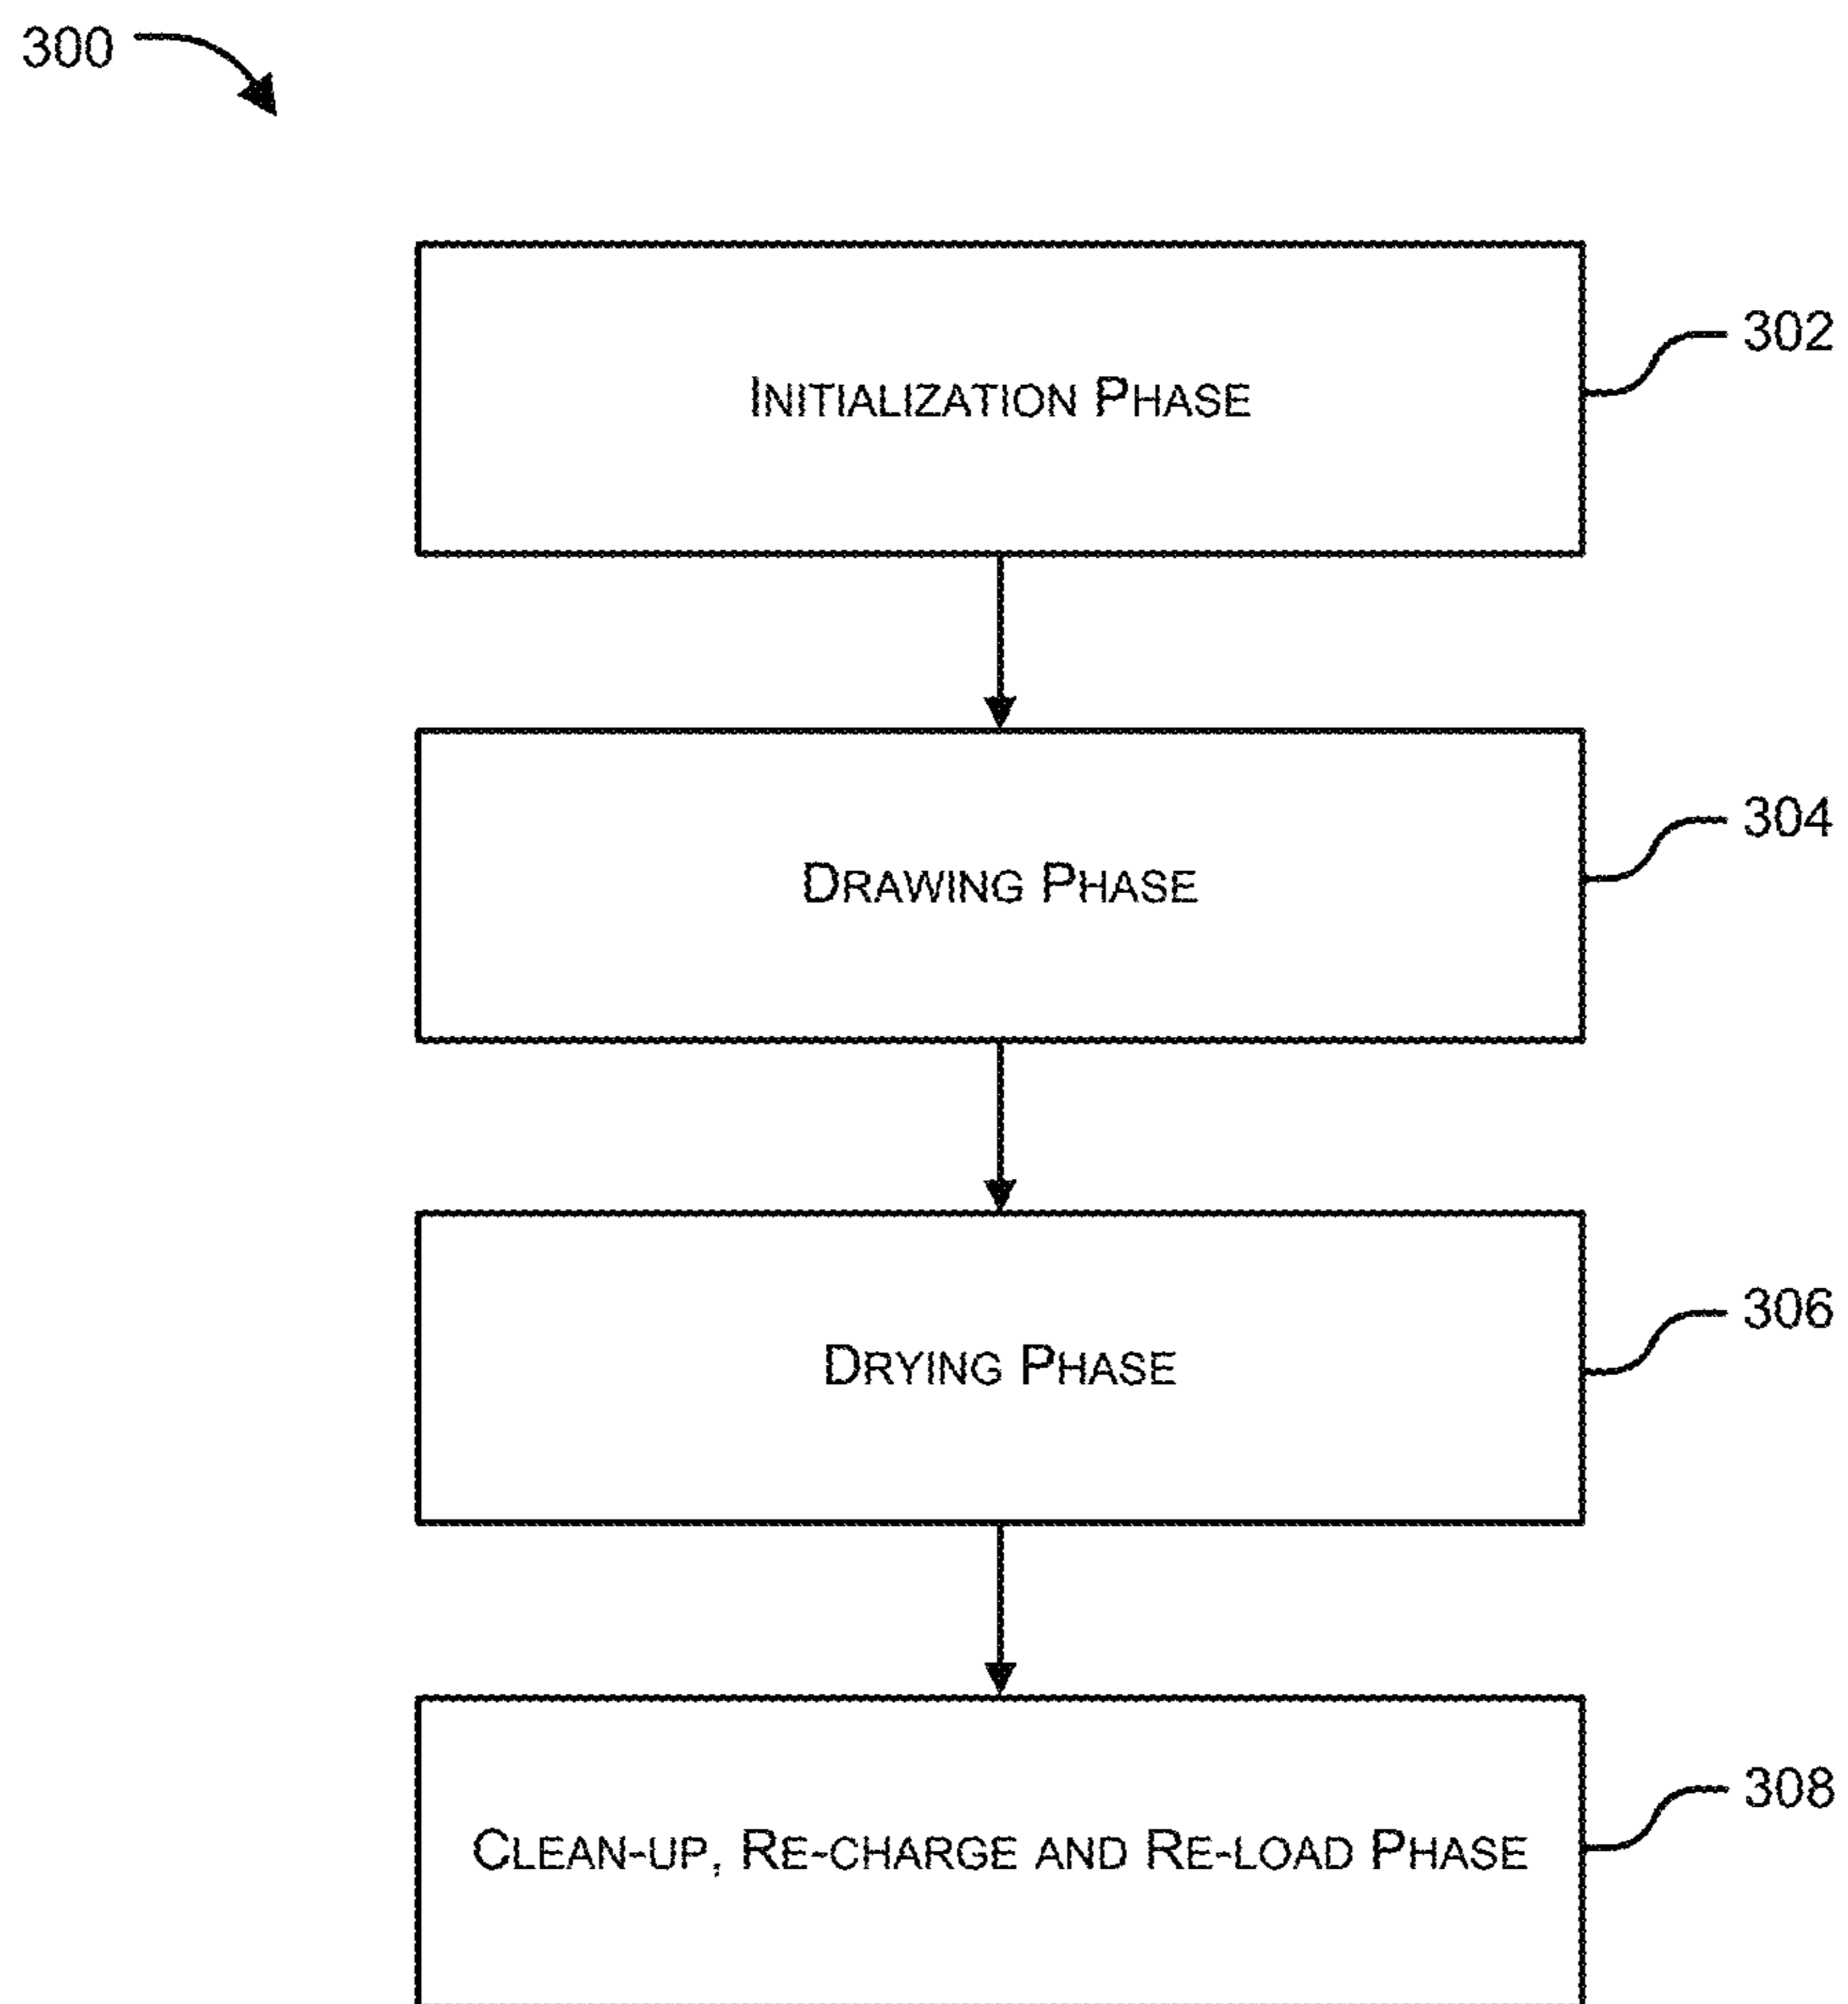 300
302
INITIALIZATION PHASE
304
DRAWING PHASE
306
DRYING PHASE
308
CLEAN-UP, RE-CHARGE AND RE-LOAD PHASE